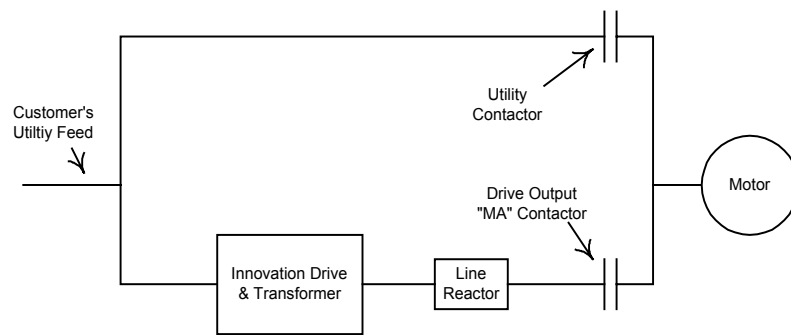 Customer's
Utiltiy Feed
Utility
Contactor
Drive Output
"MA" Contactor
Motor
Innovation Drive
& Transformer
Line
Reactor